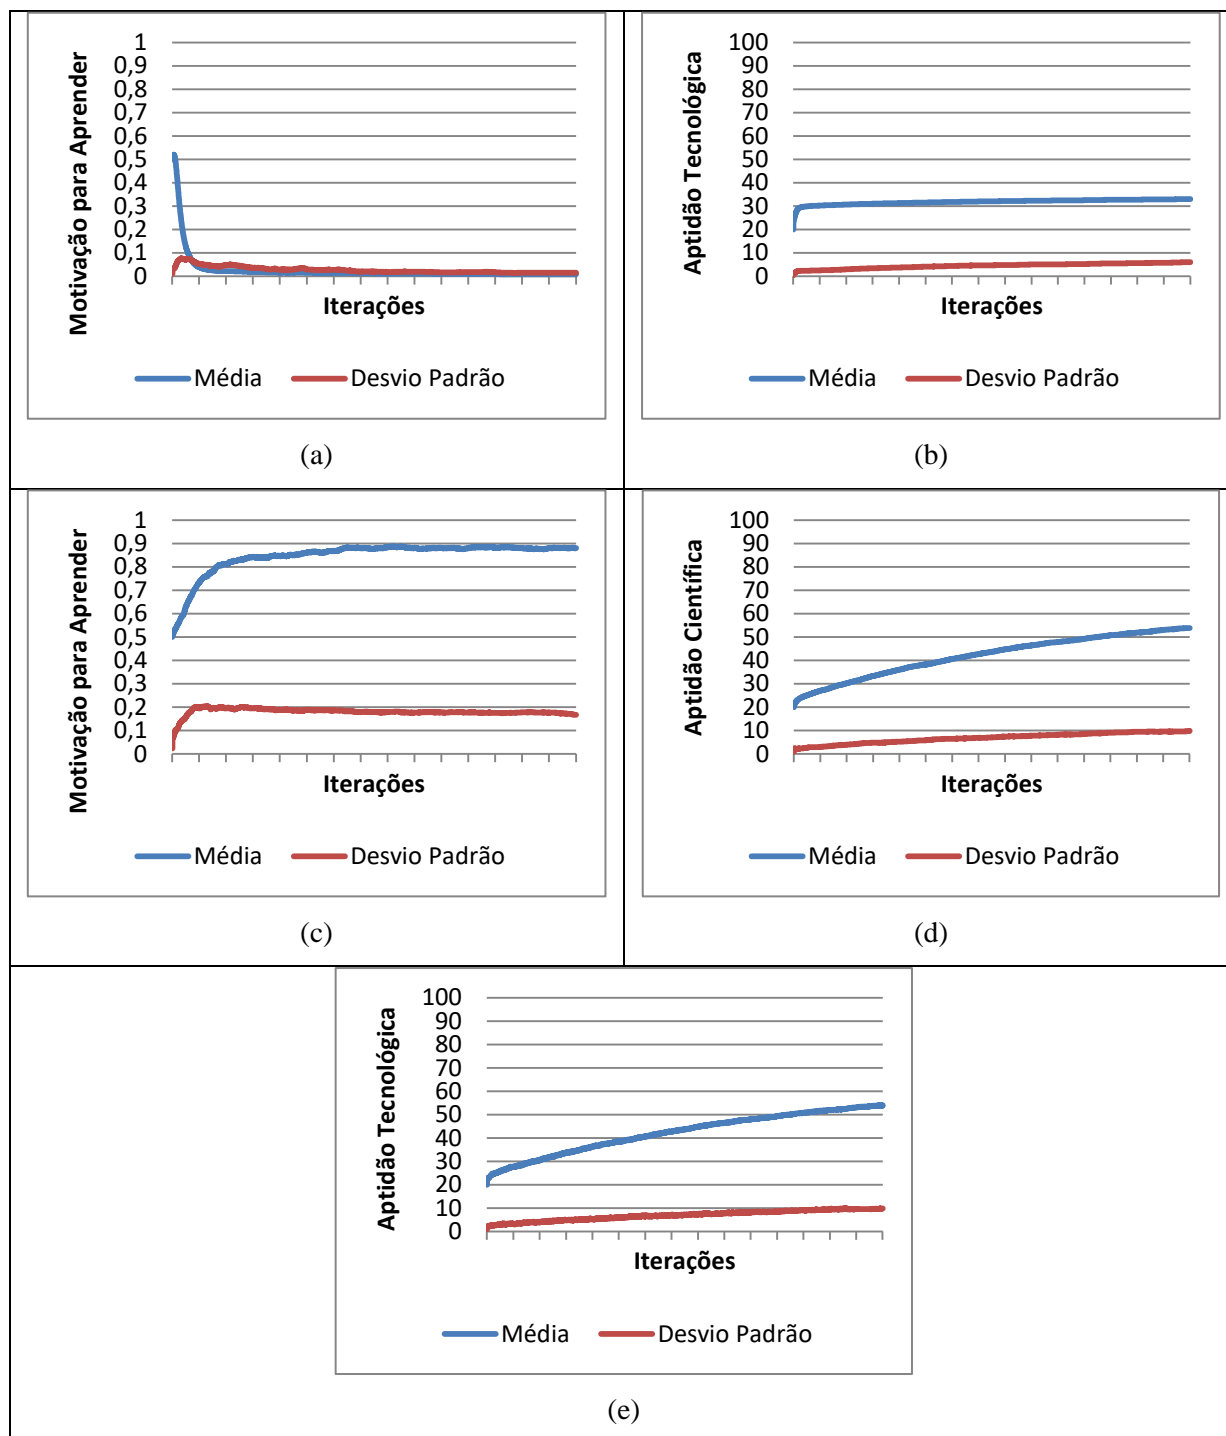 Motivação para Aprender
1
0,9
0,8
0,7
0,6
0,5
0,4
0,3
0,2
0,1
0
Iterações
Média Desvio Padrão
(a)
Aptidão Tecnológica
100
90
80
70
60
50
40
30
20
10
0
Iterações
Média Desvio Padrão
(b)
Motivação para Aprender
1
0,9
0,8
0,7
0,6
0,5
0,4
0,3
0,2
0,1
0
Iterações
Média Desvio Padrão
(c)
Aptidão Científica
100
90
80
70
60
50
40
30
20
10
0
Iterações
Média Desvio Padrão
(d)
Aptidão Tecnológica
100
90
80
70
60
50
40
30
20
10
0
Iterações
Média Desvio Padrão
(e)